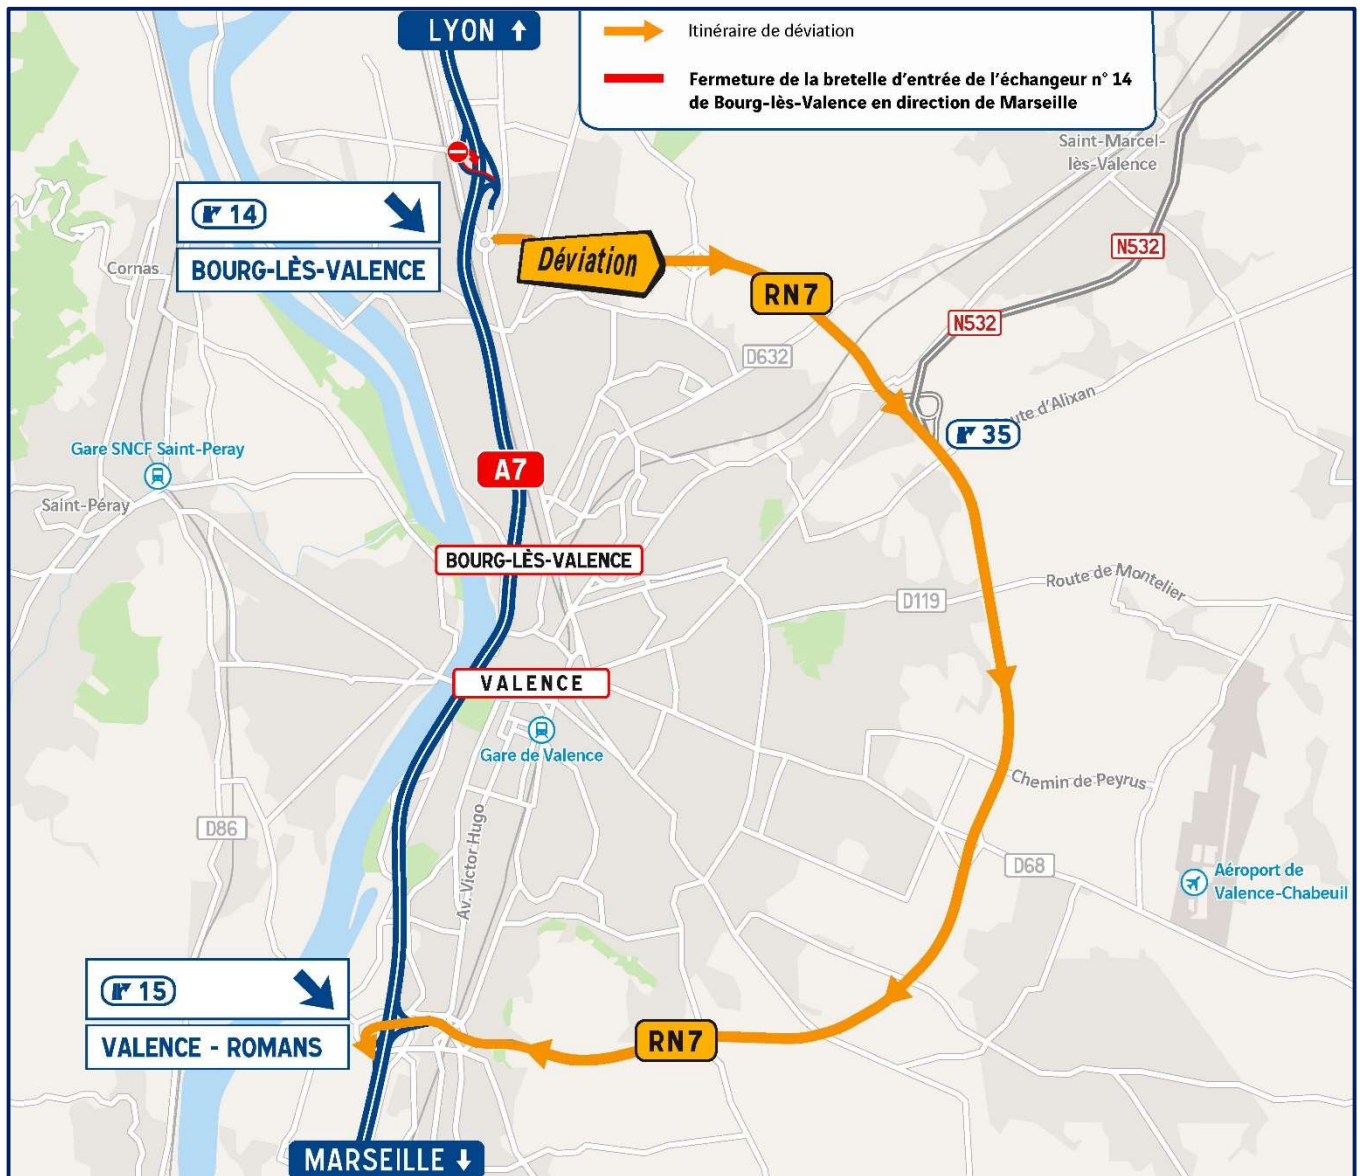 LYON ↑
Itinéraire de déviation
Fermeture de la bretelle d'entrée de l'échangeur n° 14
de Bourg-lès-Valence en direction de Marseille
Saint-Marcel-
lès-Valence
14
BOURG-LÈS-VALENCE
Cornas
Déviation
RN7
N532
N532
D632
Route d'Alixan
35
Gare SNCF Saint-Peray
Saint-Péray
A7
BOURG-LÈS-VALENCE
D119
Route de Montelier
VALENCE
Gare de Valence
Chemin de Peyrus
D86
Av. Victor Hugo
D68
Aéroport de
Valence-Chabeuil
15
VALENCE - ROMANS
RN7
MARSEILLE ↓